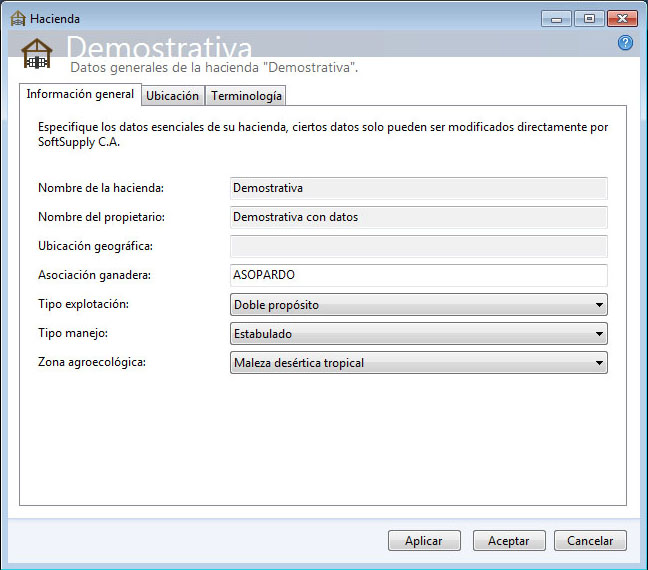 Hacienda
Demostrativa
Datos generales de la hacienda "Demostrativa".
Información general
Ubicación
Terminología
Especifique los datos esenciales de su hacienda, ciertos datos solo pueden ser modificados directamente por
SoftSupply C.A.
Nombre de la hacienda: Demostrativa
Nombre del propietario: Demostrativa con datos
Ubicación geográfica:
Asociación ganadera: ASOPARDO
Tipo explotación: Doble propósito
Tipo manejo: Estabulado
Zona agroecológica: Maleza desértica tropical
Aplicar
Aceptar
Cancelar